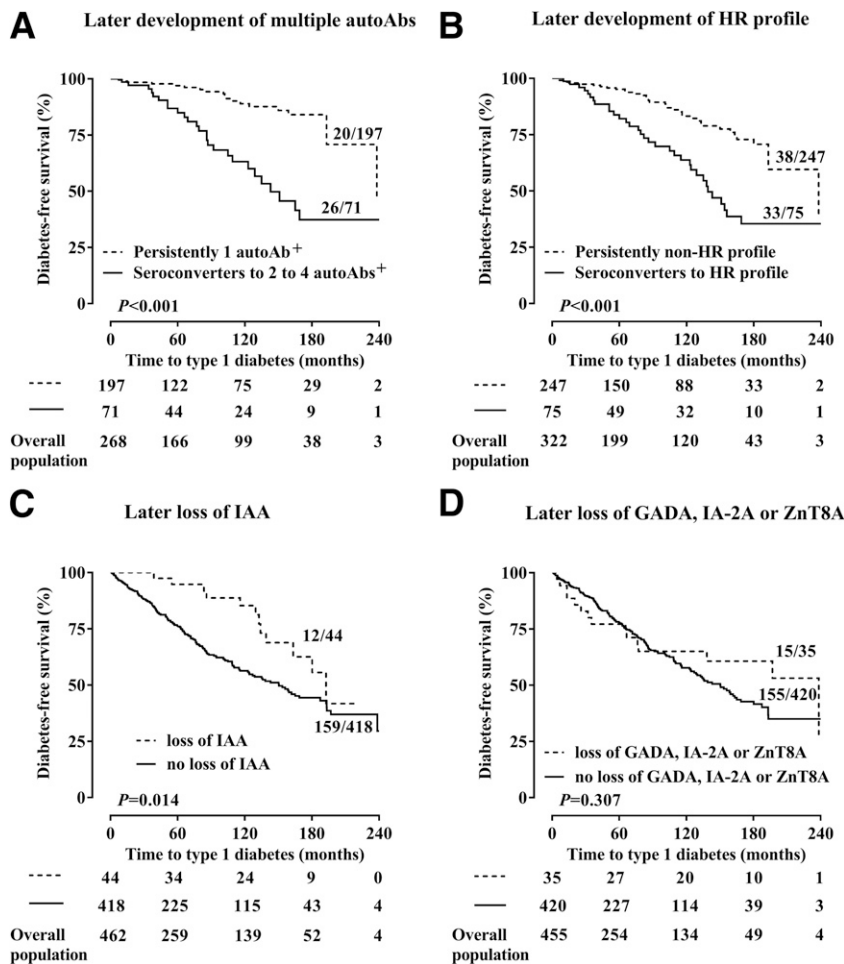 A Later development of multiple autoAbs
Diabetes-free survival (%)
100
75
50
25
0
20/197
26/71
Persistently 1 autoAb+
Seroconverters to 2 to 4 autoAbs+
P<0.001
0 60 120 180 240
Time to type 1 diabetes (months)
197 122 75 29 2
71 44 24 9 1
Overall population 268 166 99 38 3
B Later development of HR profile
Diabetes-free survival (%)
100
75
50
25
0
38/247
33/75
Persistently non-HR profile
Seroconverters to HR profile
P<0.001
0 60 120 180 240
Time to type 1 diabetes (months)
247 150 88 33 2
75 49 32 10 1
Overall population 322 199 120 43 3
C Later loss of IAA
Diabetes-free survival (%)
100
75
50
25
0
12/44
159/418
loss of IAA
no loss of IAA
P=0.014
0 60 120 180 240
Time to type 1 diabetes (months)
44 34 24 9 0
418 225 115 43 4
Overall population 462 259 139 52 4
D Later loss of GADA, IA-2A or ZnT8A
Diabetes-free survival (%)
100
75
50
25
0
15/35
155/420
loss of GADA, IA-2A or ZnT8A
no loss of GADA, IA-2A or ZnT8A
P=0.307
0 60 120 180 240
Time to type 1 diabetes (months)
35 27 20 10 1
420 227 114 39 3
Overall population 455 254 134 49 4